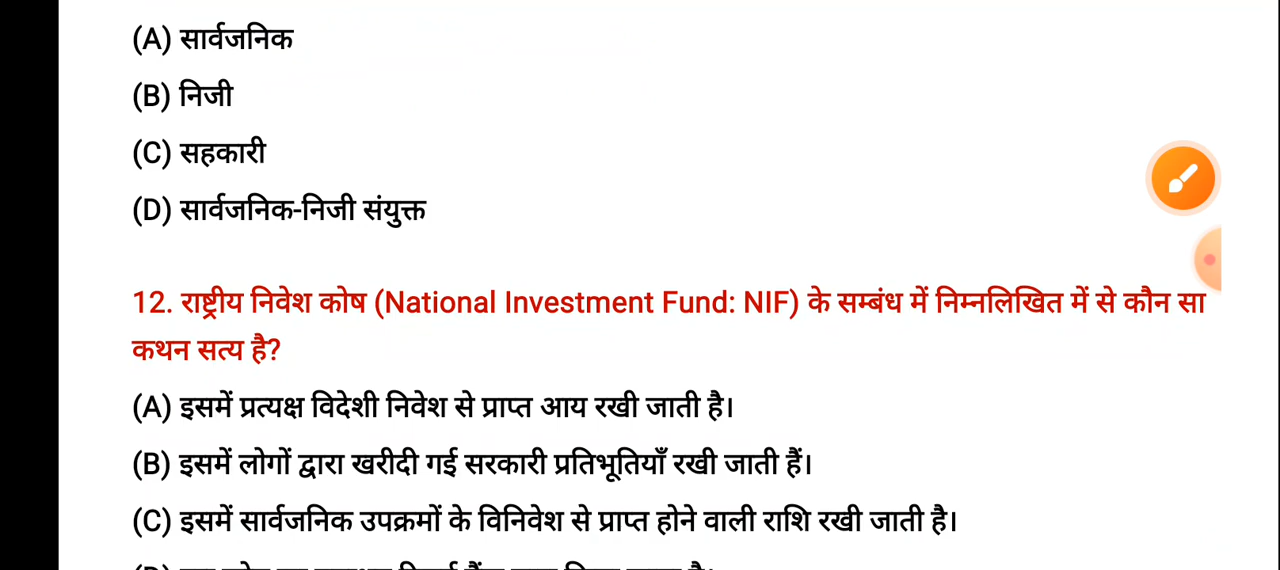 (A) सार्वजनिक
(B) निजी
(C) सहकारी
(D) सार्वजनिक-निजी संयुक्त
12. राष्ट्रीय निवेश कोष (National Investment Fund: NIF) के सम्बंध में निम्नलिखित में से कौन सा
कथन सत्य है?
(A) इसमें प्रत्यक्ष विदेशी निवेश से प्राप्त आय रखी जाती है।
(B) इसमें लोगों द्वारा खरीदी गई सरकारी प्रतिभूतियाँ रखी जाती हैं।
(C) इसमें सार्वजनिक उपक्रमों के विनिवेश से प्राप्त होने वाली राशि रखी जाती है।